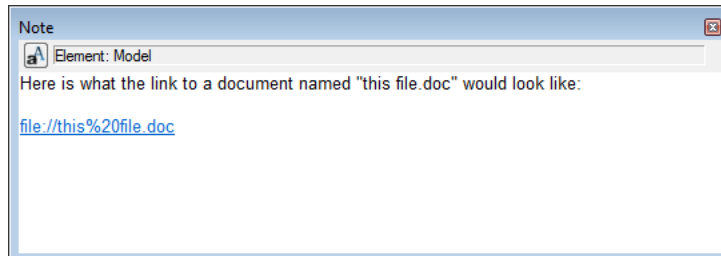 Note
aA Element: Model
Here is what the link to a document named "this file.doc" would look like:
file://this%20file.doc